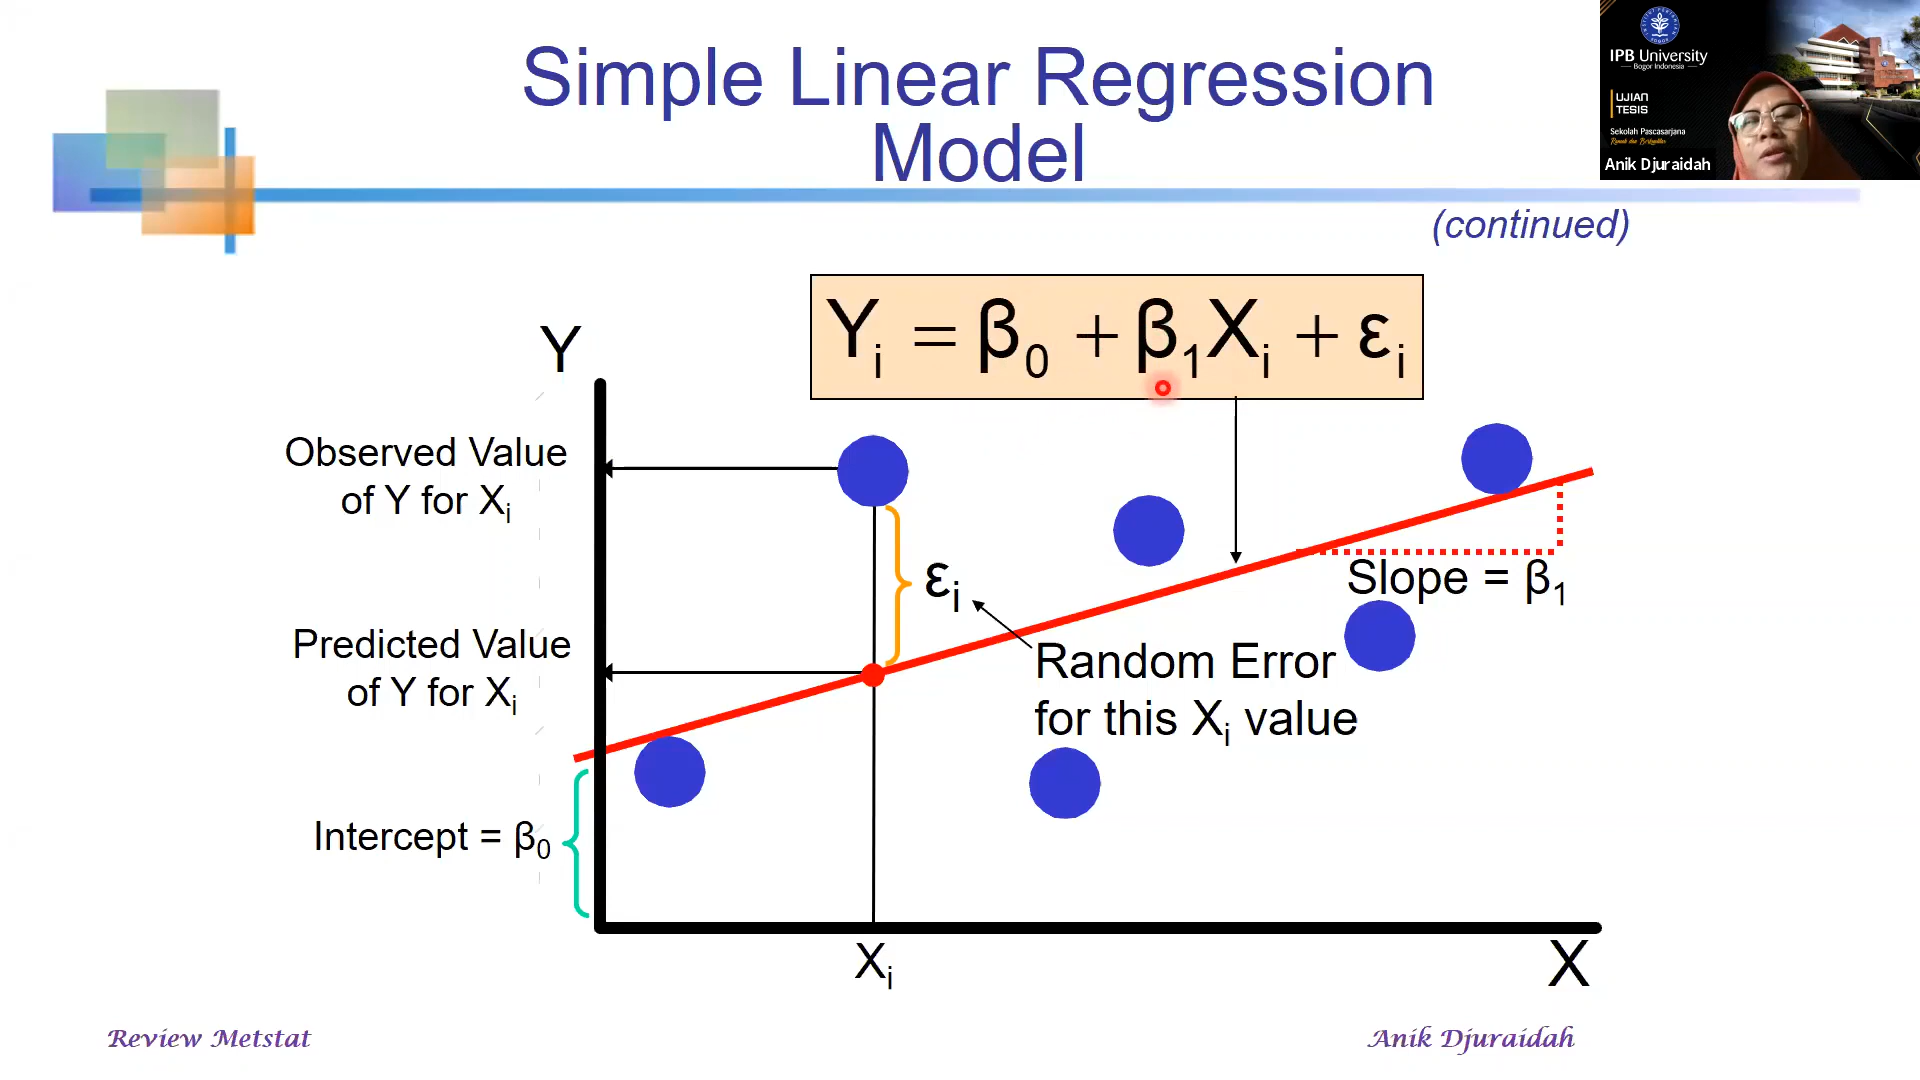 Simple Linear Regression
Model
(continued)
IPB University
Bogor Indonesia
UJIAN
TESIS
Sekolah Pascasarjana
Anik Djuraidah
Yi = β0 + β1Xi + εi
Y
Observed Value
of Y for Xi
εi
Slope = β1
Predicted Value
of Y for Xi
Random Error
for this Xi value
Intercept = β0
Xi
X
Review Metstat
Anik Djuraidah